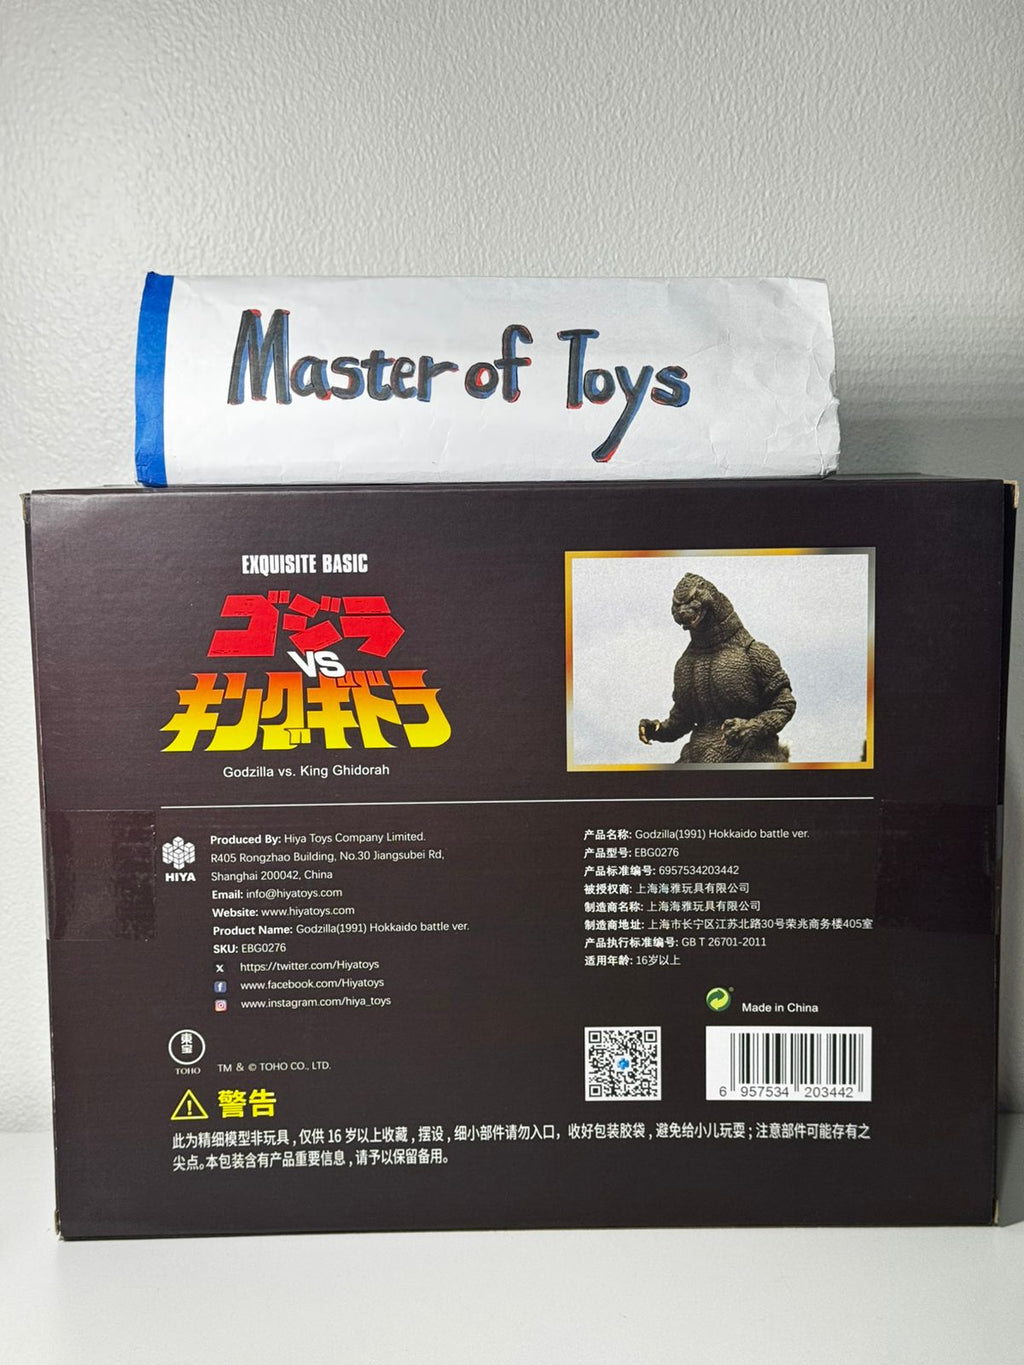 Master of Toys
EXQUISITE BASIC
ゴジラ
VS
キングギドラ
Godzilla vs. King Ghidorah
HIYA
Produced By: Hiya Toys Company Limited.
R405 Rongzhao Building, No.30 Jiangsubei Rd,
Shanghai 200042, China
Email: info@hiyatoys.com
Website: www.hiyatoys.com
Product Name: Godzilla(1991) Hokkaido battle ver.
SKU: EBG0276
https://twitter.com/Hiyatoys
www.facebook.com/Hiyatoys
www.instagram.com/hiya_toys
产品名称: Godzilla(1991) Hokkaido battle ver.
产品型号: EBG0276
产品标准编号: 6957534203442
被授权商: 上海海雅玩具有限公司
制造商名称: 上海海雅玩具有限公司
制造商地址: 上海市长宁区江苏北路30号荣兆商务楼405室
产品执行标准编号: GB T 26701-2011
适用年龄: 16岁以上
Made in China
6 957534 203442
東宝
TOHO
TM & © TOHO CO., LTD.
警告
此为精细模型非玩具，仅供 16 岁以上收藏，摆设，细小部件请勿入口，收好包装胶袋，避免给小儿玩耍；注意部件可能存有之
尖点。本包装含有产品重要信息，请予以保留备用。